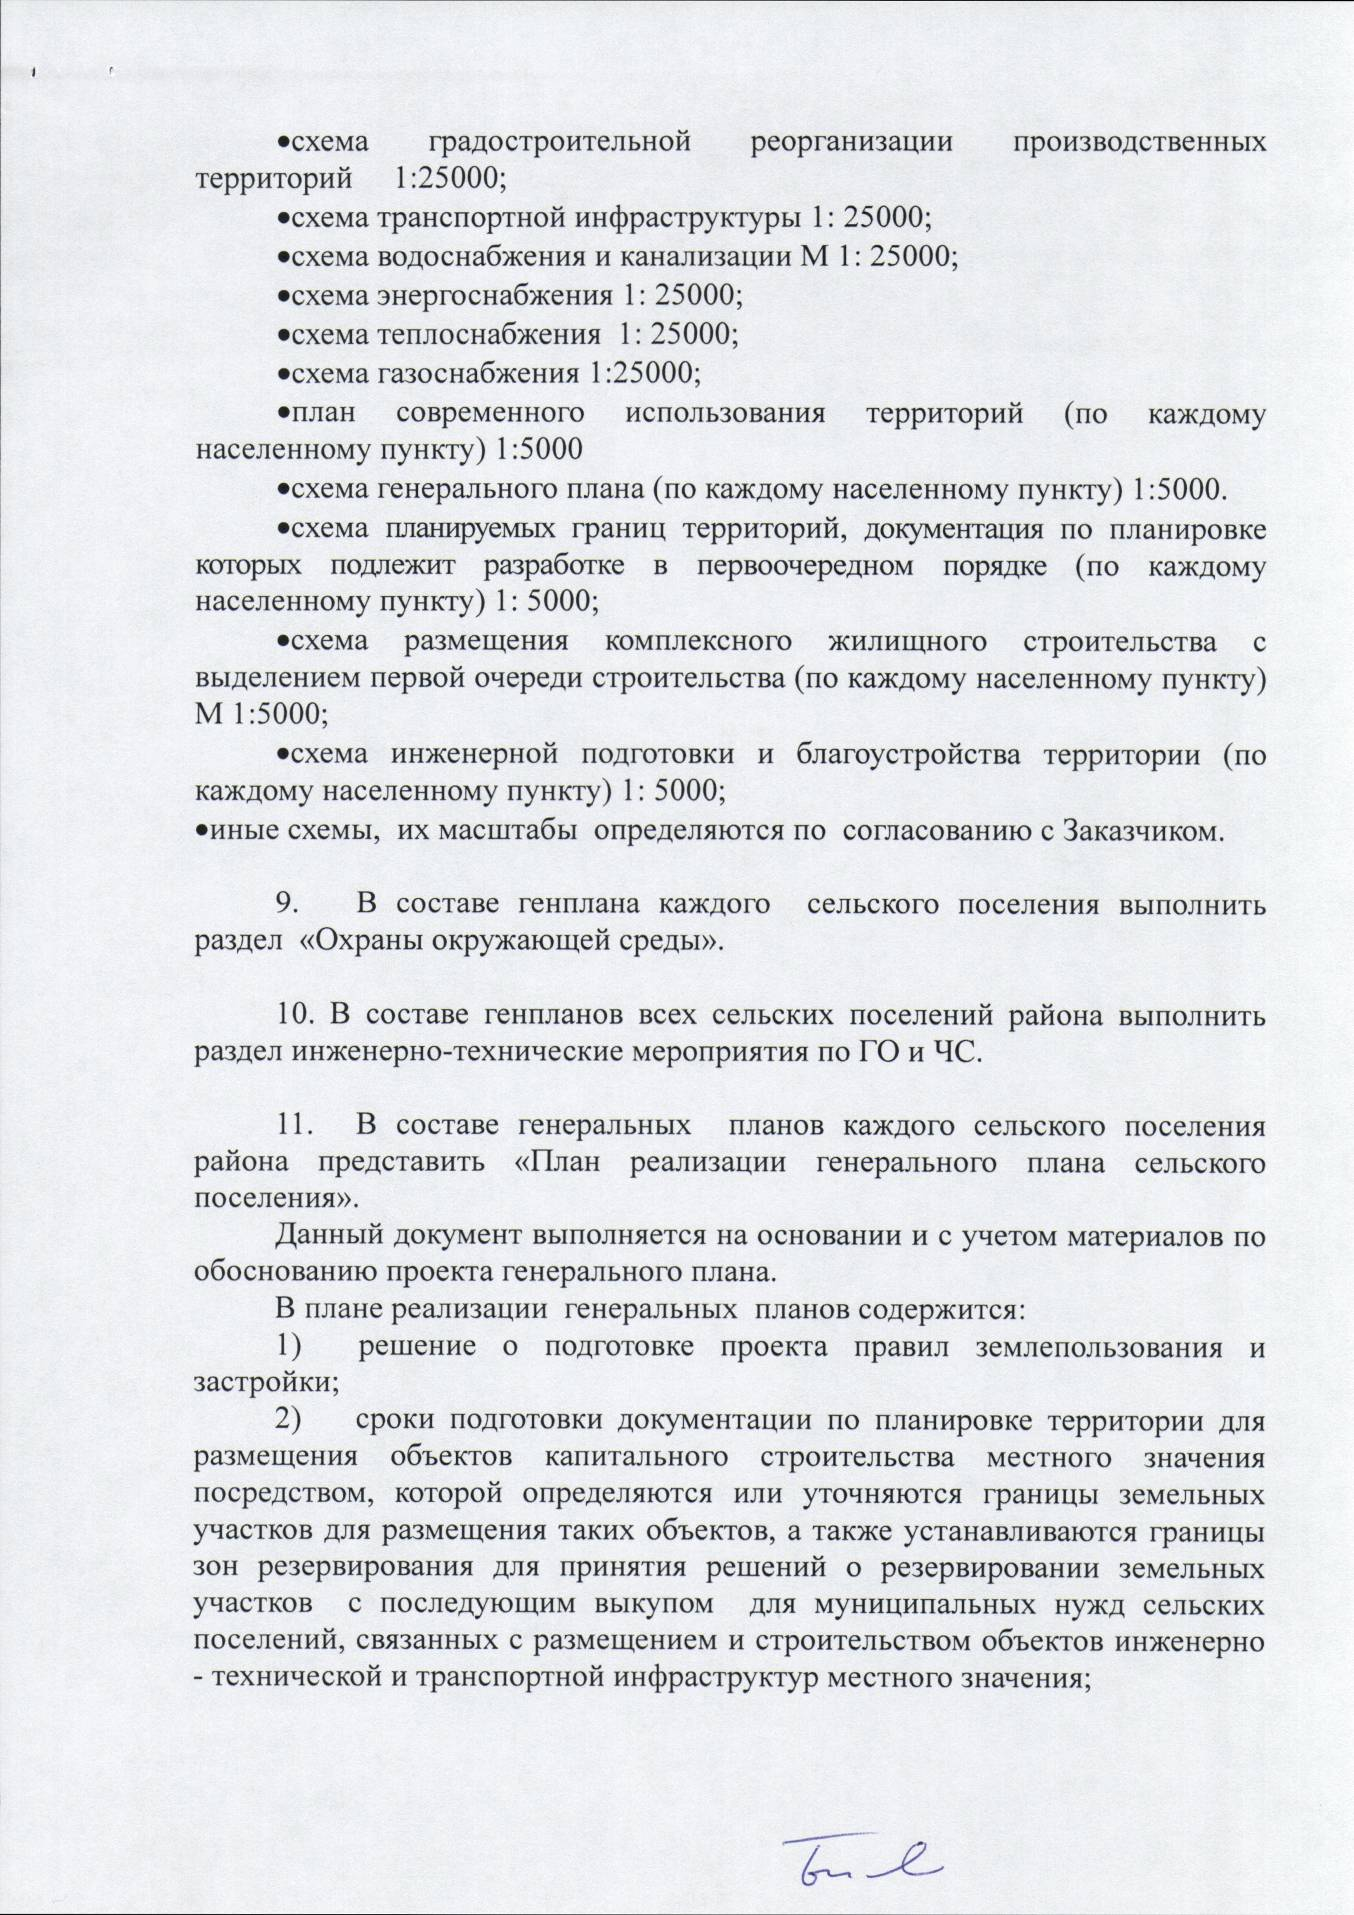 •схема градостроительной реорганизации производственных
территорий 1:25000;
•схема транспортной инфраструктуры 1: 25000;
•схема водоснабжения и канализации М 1: 25000;
•схема энергоснабжения 1: 25000;
•схема теплоснабжения 1: 25000;
•схема газоснабжения 1:25000;
•план современного использования территорий (по каждому
населенному пункту) 1:5000
•схема генерального плана (по каждому населенному пункту) 1:5000.
•схема планируемых границ территорий, документация по планировке
которых подлежит разработке в первоочередном порядке (по каждому
населенному пункту) 1: 5000;
•схема размещения комплексного жилищного строительства с
выделением первой очереди строительства (по каждому населенному пункту)
М 1:5000;
•схема инженерной подготовки и благоустройства территории (по
каждому населенному пункту) 1: 5000;
•иные схемы, их масштабы определяются по согласованию с Заказчиком.
9. В составе генплана каждого сельского поселения выполнить
раздел «Охраны окружающей среды».
10. В составе генпланов всех сельских поселений района выполнить
раздел инженерно-технические мероприятия по ГО и ЧС.
11. В составе генеральных планов каждого сельского поселения
района представить «План реализации генерального плана сельского
поселения».
Данный документ выполняется на основании и с учетом материалов по
обоснованию проекта генерального плана.
В плане реализации генеральных планов содержится:
1) решение о подготовке проекта правил землепользования и
застройки;
2) сроки подготовки документации по планировке территории для
размещения объектов капитального строительства местного значения
посредством, которой определяются или уточняются границы земельных
участков для размещения таких объектов, а также устанавливаются границы
зон резервирования для принятия решений о резервировании земельных
участков с последующим выкупом для муниципальных нужд сельских
поселений, связанных с размещением и строительством объектов инженерно
- технической и транспортной инфраструктур местного значения;